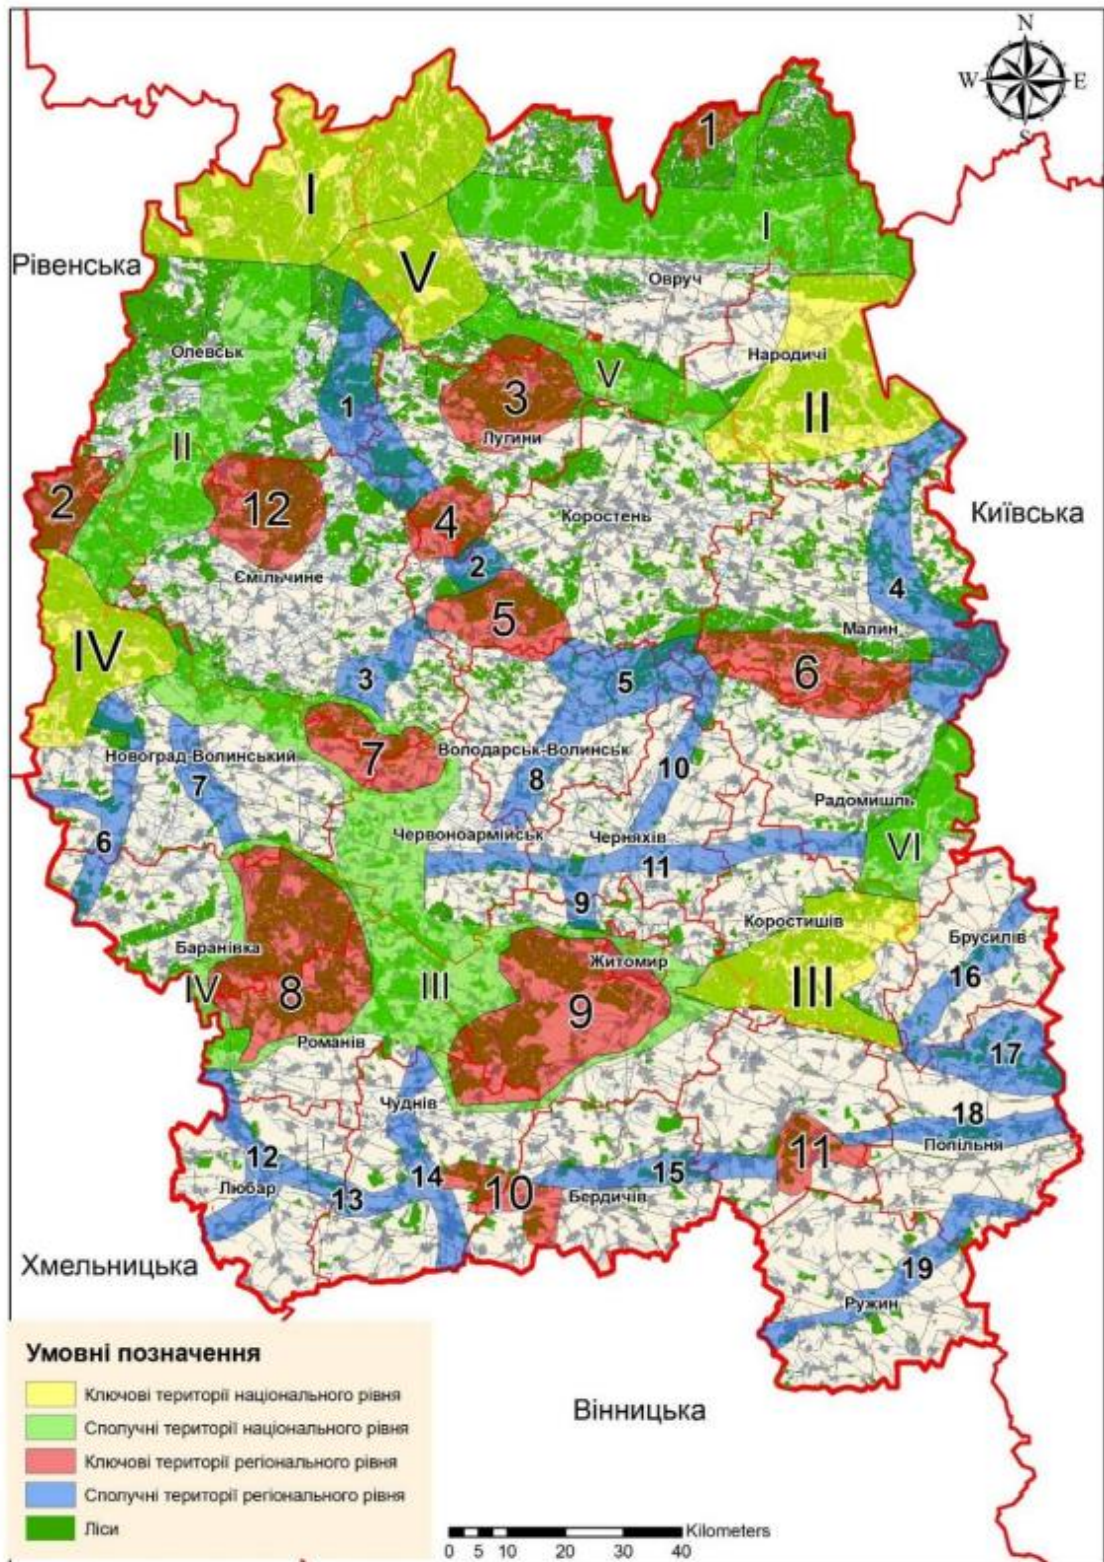 N
W E
S
1
I
I
Рівенська
V
Овруч
Народичі
Олевськ
1
V
3
II
Лугини
II
2
12
4
Коростень
Київська
Ємільчине
2
4
5
IV
Малин
3
5
6
7
Новоград-Волинський
Володарськ-Волинськ
7
8
10
Радомишль
6
Червоноармійськ
Черняхів
11
VI
9
Коростишів
Баранівка
Брусилів
Житомир
16
IV
8
III
9
III
Романів
17
Чуднів
18
Попільня
12
11
Любар
13
14
10
15
Бердичів
Хмельницька
19
Ружин
Умовні позначення
Ключові території національного рівня
Сполучні території національного рівня
Ключові території регіонального рівня
Сполучні території регіонального рівня
Ліси
Вінницька
Kilometers
0 5 10 20 30 40